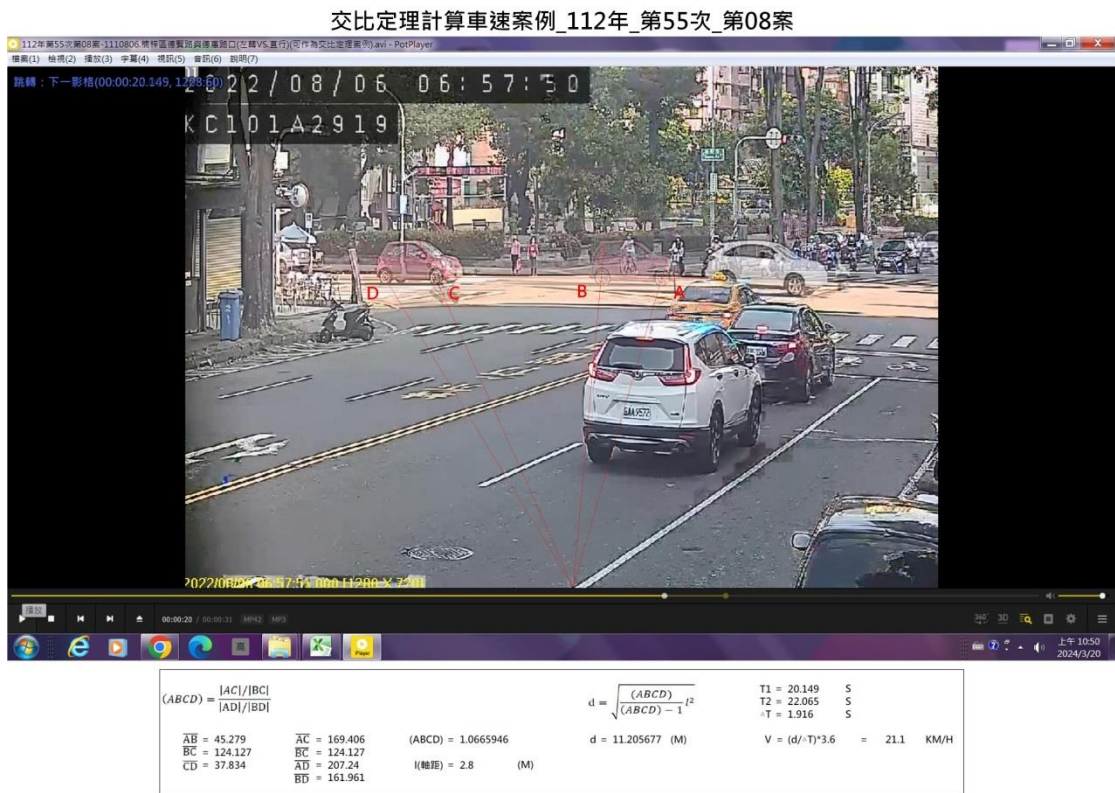 交比定理計算車速案例_112年_第55次_第08案
112年第55次第08案-1110806.楠梓區德賢路與德惠路口(左轉VS.直行)(可作為交比定理案例).avi - PotPlayer
檔案(1) 檢視(2) 播放(3) 字幕(4) 視訊(5) 音訊(6) 說明(7)
跳轉：下一影格(00:00:20.149, 1208:60)
2022/08/06 06:57:50
KC101A2919
D C B A
2022/08/06 06:57:55.000 [1280 X 720]
播放
00:00:20 / 00:00:31 MP42 MP3
360° 3D
Player
上午 10:50
2024/3/20
(ABCD) = |AC|/|BC| / |AD|/|BD|
d = √((ABCD) / (ABCD) − 1 l²)
T1 = 20.149 S
T2 = 22.065 S
△T = 1.916 S
AB = 45.279 AC = 169.406 (ABCD) = 1.0665946 d = 11.205677 (M) V = (d/△T)*3.6 = 21.1 KM/H
BC = 124.127 BC = 124.127
CD = 37.834 AD = 207.24 l(軸距) = 2.8 (M)
BD = 161.961